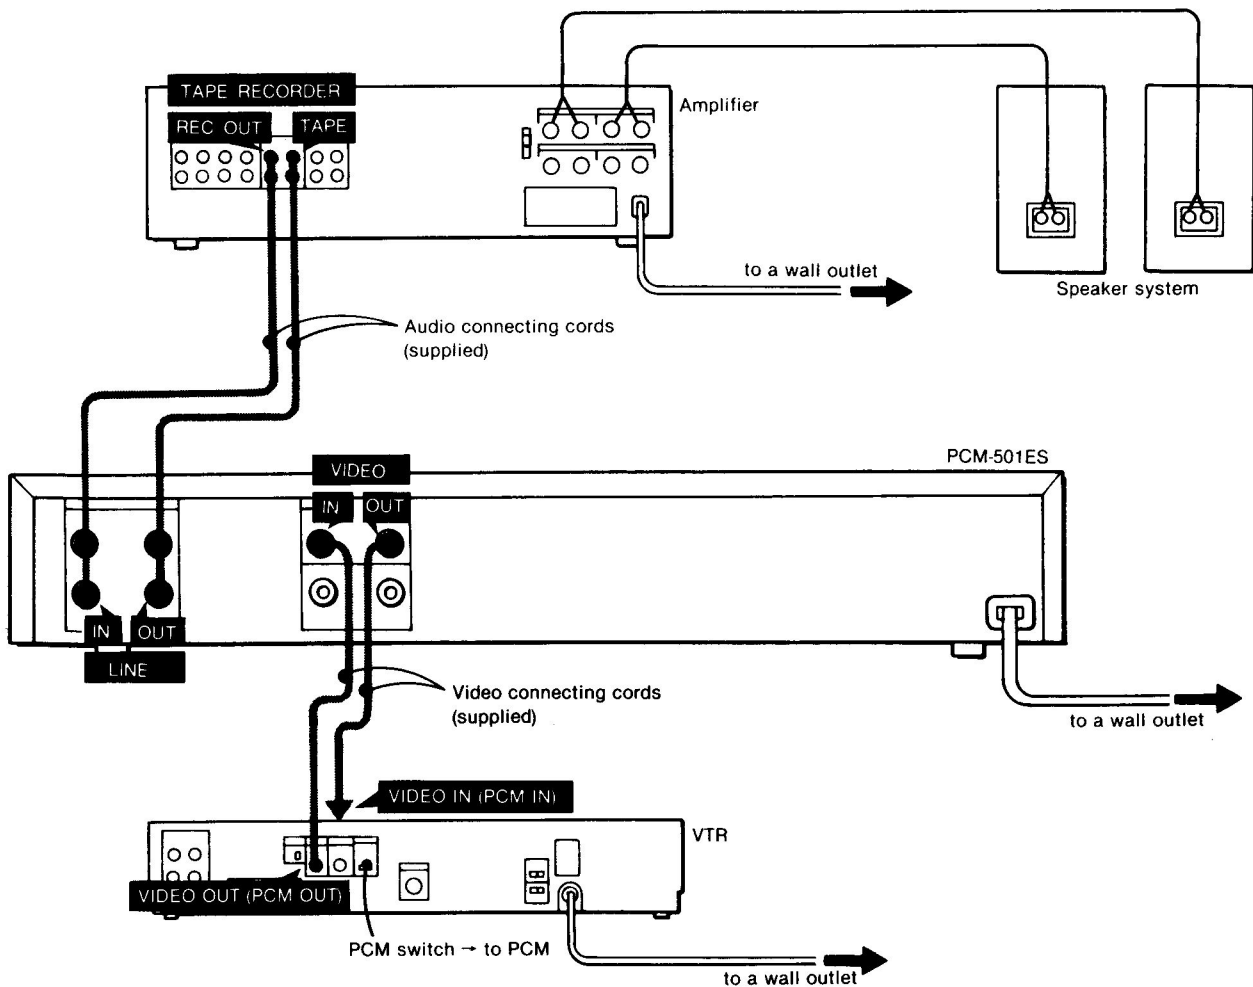 TAPE RECORDER
REC OUT
TAPE
Amplifier
to a wall outlet
Speaker system
Audio connecting cords
(supplied)
PCM-501ES
VIDEO
IN
OUT
IN
OUT
LINE
Video connecting cords
(supplied)
to a wall outlet
VIDEO IN (PCM IN)
VTR
VIDEO OUT (PCM OUT)
PCM switch → to PCM
to a wall outlet